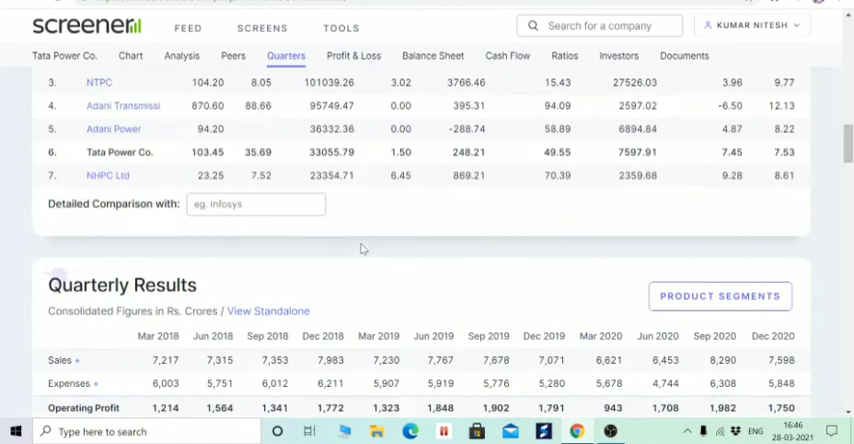 screener
FEED SCREENS TOOLS
Search for a company
KUMAR NITESH
Tata Power Co. Chart Analysis Peers Quarters Profit & Loss Balance Sheet Cash Flow Ratios Investors Documents
3. NTPC 104.20 8.05 101039.26 3.02 3766.46 15.43 27526.03 3.96 9.77
4. Adani Transmissi 870.60 88.66 95749.47 0.00 395.31 94.09 2597.02 -6.50 12.13
5. Adani Power 94.20 36332.36 0.00 -288.74 58.89 6894.84 4.87 8.22
6. Tata Power Co. 103.45 35.69 33055.79 1.50 248.21 49.55 7597.91 7.45 7.53
7. NHPC Ltd 23.25 7.52 23354.71 6.45 869.21 70.39 2359.68 9.28 8.61
Detailed Comparison with: eg. Infosys
Quarterly Results
PRODUCT SEGMENTS
Consolidated Figures in Rs. Crores / View Standalone
Mar 2018 Jun 2018 Sep 2018 Dec 2018 Mar 2019 Jun 2019 Sep 2019 Dec 2019 Mar 2020 Jun 2020 Sep 2020 Dec 2020
Sales + 7,217 7,315 7,353 7,983 7,230 7,767 7,678 7,071 6,621 6,453 8,290 7,598
Expenses + 6,003 5,751 6,012 6,211 5,907 5,919 5,776 5,280 5,678 4,744 6,308 5,848
Operating Profit 1,214 1,564 1,341 1,772 1,323 1,848 1,902 1,791 943 1,708 1,982 1,750
Type here to search
ENG
16:46
28-03-2021